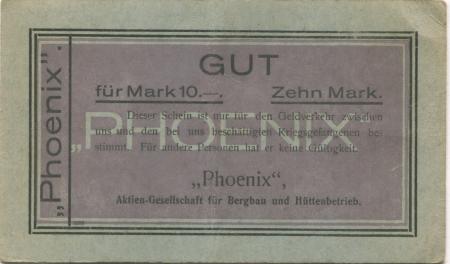 „Phoenix”.
GUT
für Mark 10.—. Zehn Mark.
Dieser Schein ist nur für den Geldverkehr zwischen
uns und den bei uns beschäftigten Kriegsgefangenen be
stimmt. Für andere Personen hat er keine Gültigkeit.
„PHOENIX”
„Phoenix”,
Aktien-Gesellschaft für Bergbau und Hüttenbetrieb.